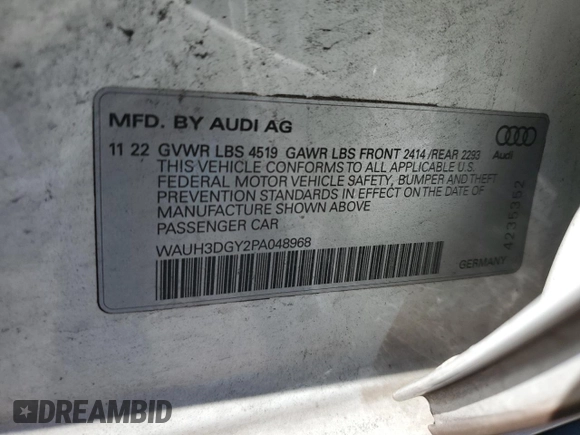 MFD. BY AUDI AG
11 22 GVWR LBS 4519 GAWR LBS FRONT 2414 /REAR 2293
THIS VEHICLE CONFORMS TO ALL APPLICABLE
FEDERAL MOTOR VEHICLE SAFETY, BUMPER AND THEFT
PREVENTION STANDARDS IN EFFECT ON THE DATE OF
MANUFACTURE SHOWN ABOVE
PASSENGER CAR
WAUH3DGY2PA048968
Audi
4235352
GERMANY
DREAMBID